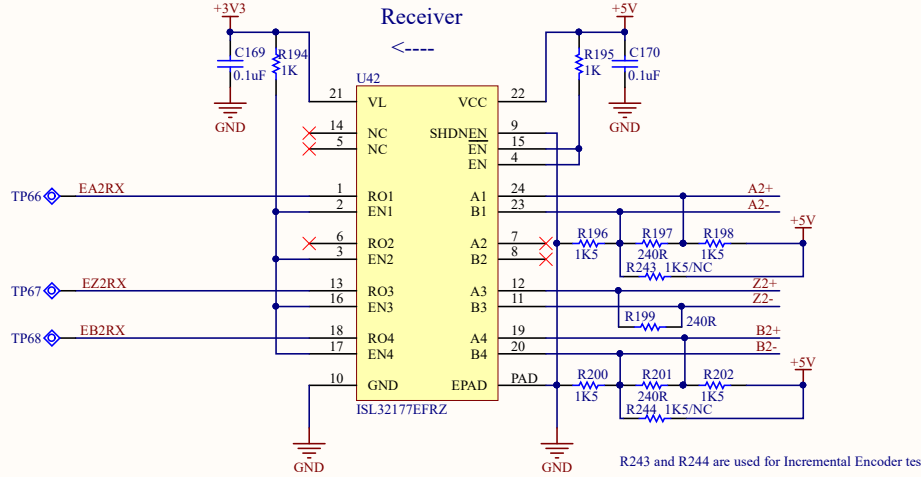 +3V3
Receiver
+5V
<----
C169
R194
R195
C170
0.1uF
1K
1K
0.1uF
U42
GND
21 VL VCC 22
GND
14 NC SHDNEN 9
5 NC EN 15
EN 4
TP66 EA2RX 1 RO1 A1 24 A2+
2 EN1 B1 23 A2-
+5V
6 RO2 A2 7 R196 R197 R198
3 EN2 B2 8 1K5 240R 1K5
R243 1K5/NC
TP67 EZ2RX 13 RO3 A3 12 Z2+
16 EN3 B3 11 Z2-
R199 240R
TP68 EB2RX 18 RO4 A4 19 B2+
17 EN4 B4 20 B2-
+5V
10 GND EPAD PAD R200 R201 R202
1K5 240R 1K5
ISL32177EFRZ
R244 1K5/NC
GND
GND
R243 and R244 are used for Incremental Encoder tes